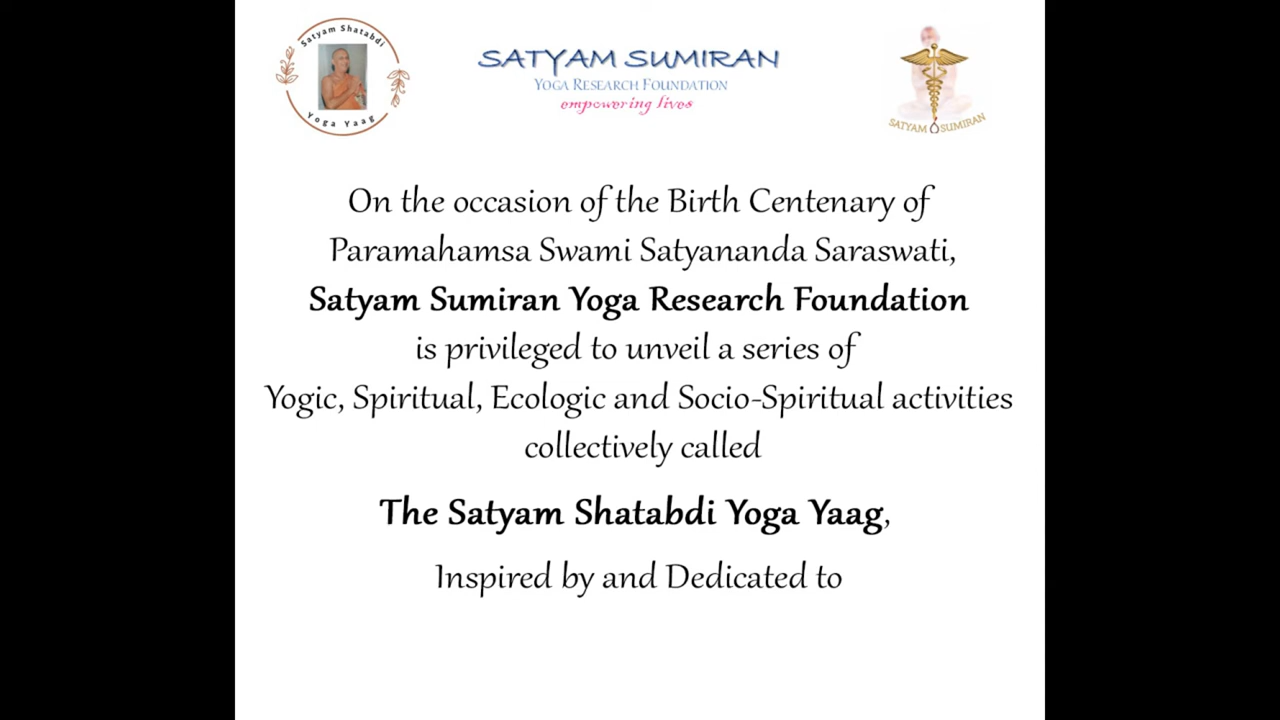 Satyam Shatabdi
Yoga Yaag
SATYAM SUMIRAN
YOGA RESEARCH FOUNDATION
empowering lives
SATYAM SUMIRAN
On the occasion of the Birth Centenary of
Paramahamsa Swami Satyananda Saraswati,
Satyam Sumiran Yoga Research Foundation
is privileged to unveil a series of
Yogic, Spiritual, Ecologic and Socio-Spiritual activities
collectively called
The Satyam Shatabdi Yoga Yaag,
Inspired by and Dedicated to